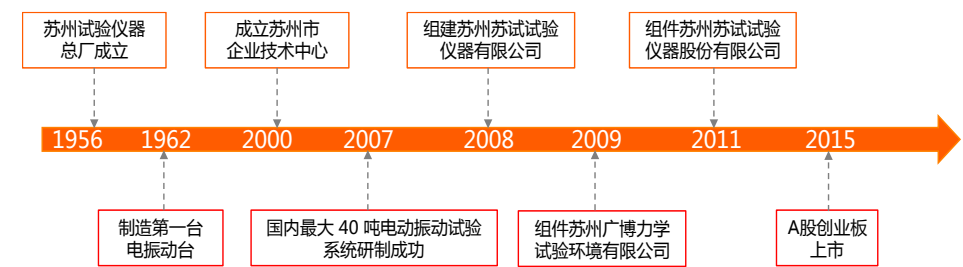 苏州试验仪器
总厂成立
成立苏州市
企业技术中心
组建苏州苏试试验
仪器有限公司
组件苏州苏试试验
仪器股份有限公司
1956 1962 2000 2007 2008 2009 2011 2015
制造第一台
电振动台
国内最大 40 吨电动振动试验
系统研制成功
组件苏州广博力学
试验环境有限公司
A股创业板
上市